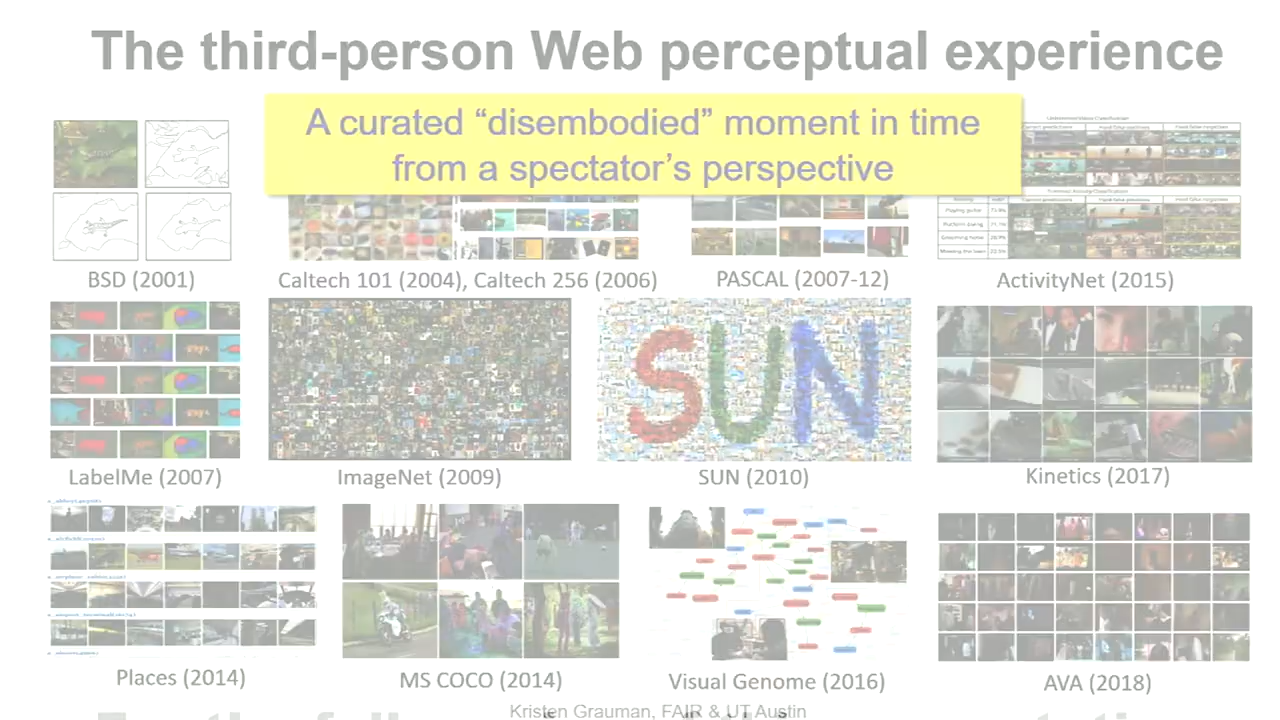 The third-person Web perceptual experience
A curated “disembodied” moment in time
from a spectator’s perspective
BSD (2001)
Caltech 101 (2004), Caltech 256 (2006)
PASCAL (2007-12)
ActivityNet (2015)
SUN
LabelMe (2007)
ImageNet (2009)
SUN (2010)
Kinetics (2017)
Places (2014)
MS COCO (2014)
Visual Genome (2016)
AVA (2018)
Kristen Grauman, FAIR & UT Austin